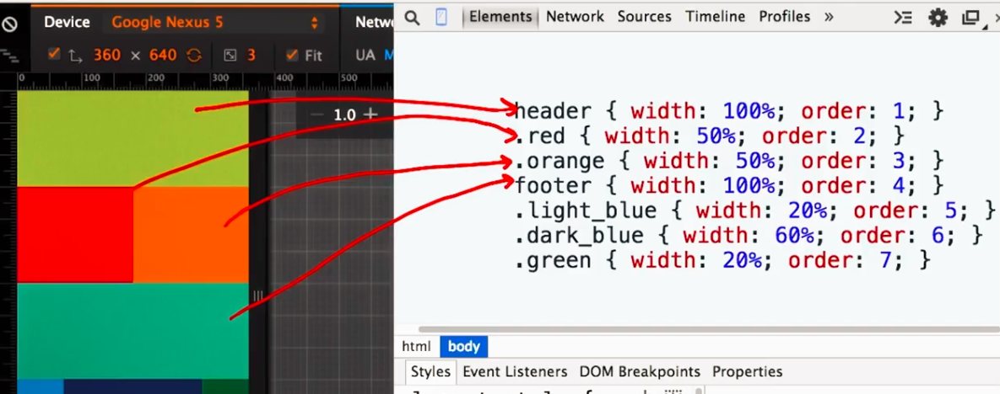 Device Google Nexus 5 Netw
Elements Network Sources Timeline Profiles »
360 × 640 3 Fit UA M
0 100 200 300 400 500
1.0
header { width: 100%; order: 1; }
.red { width: 50%; order: 2; }
.orange { width: 50%; order: 3; }
footer { width: 100%; order: 4; }
.light_blue { width: 20%; order: 5; }
.dark_blue { width: 60%; order: 6; }
.green { width: 20%; order: 7; }
html body
Styles Event Listeners DOM Breakpoints Properties